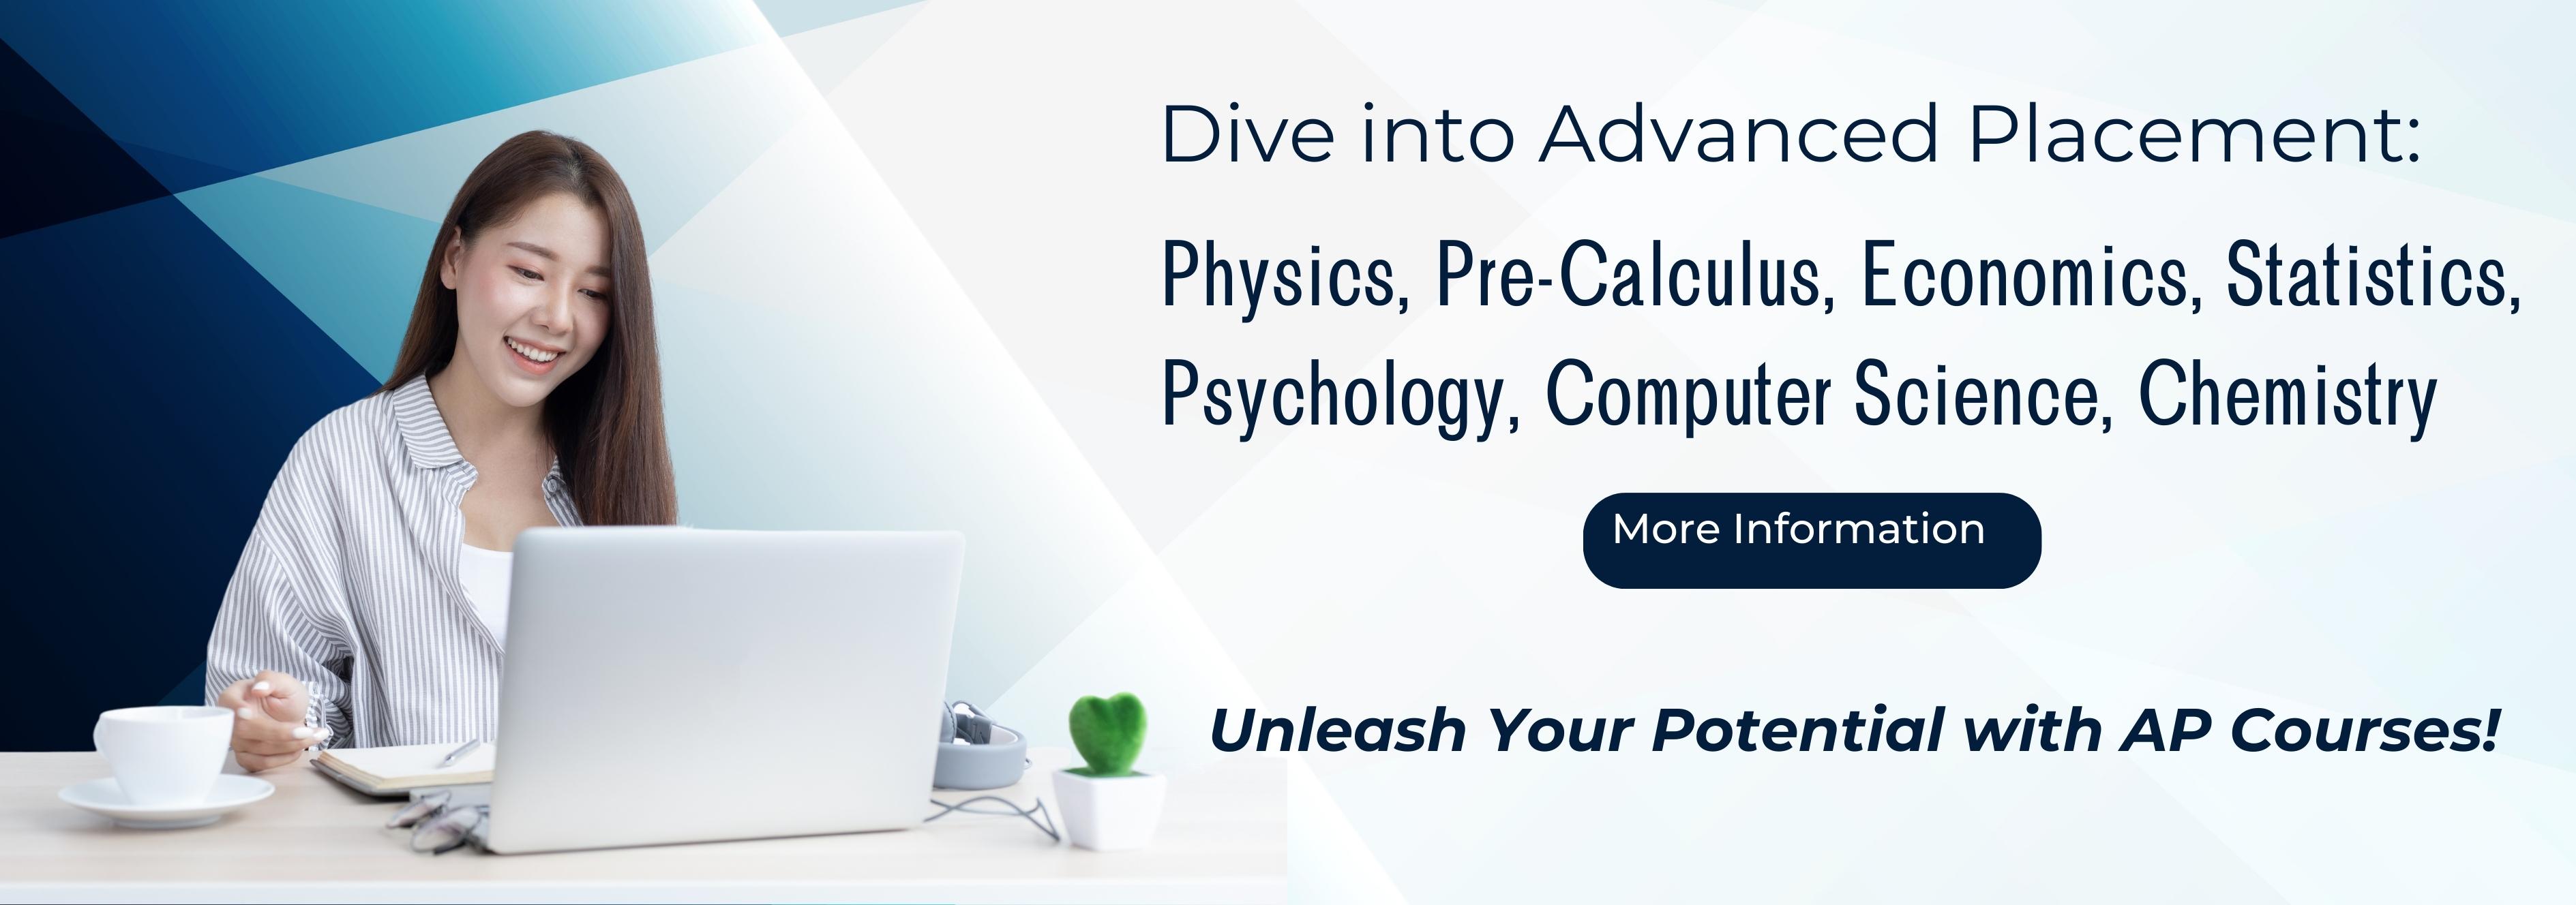 Dive into Advanced Placement:
Physics, Pre-Calculus, Economics, Statistics,
Psychology, Computer Science, Chemistry
More Information
Unleash Your Potential with AP Courses!